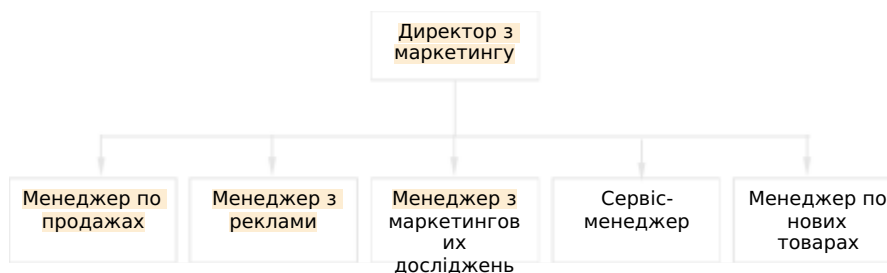 Директор з
маркетингу
Менеджер по
продажах
Менеджер з
реклами
Менеджер з
маркетингов
их
досліджень
Сервіс-
менеджер
Менеджер по
нових
товарах